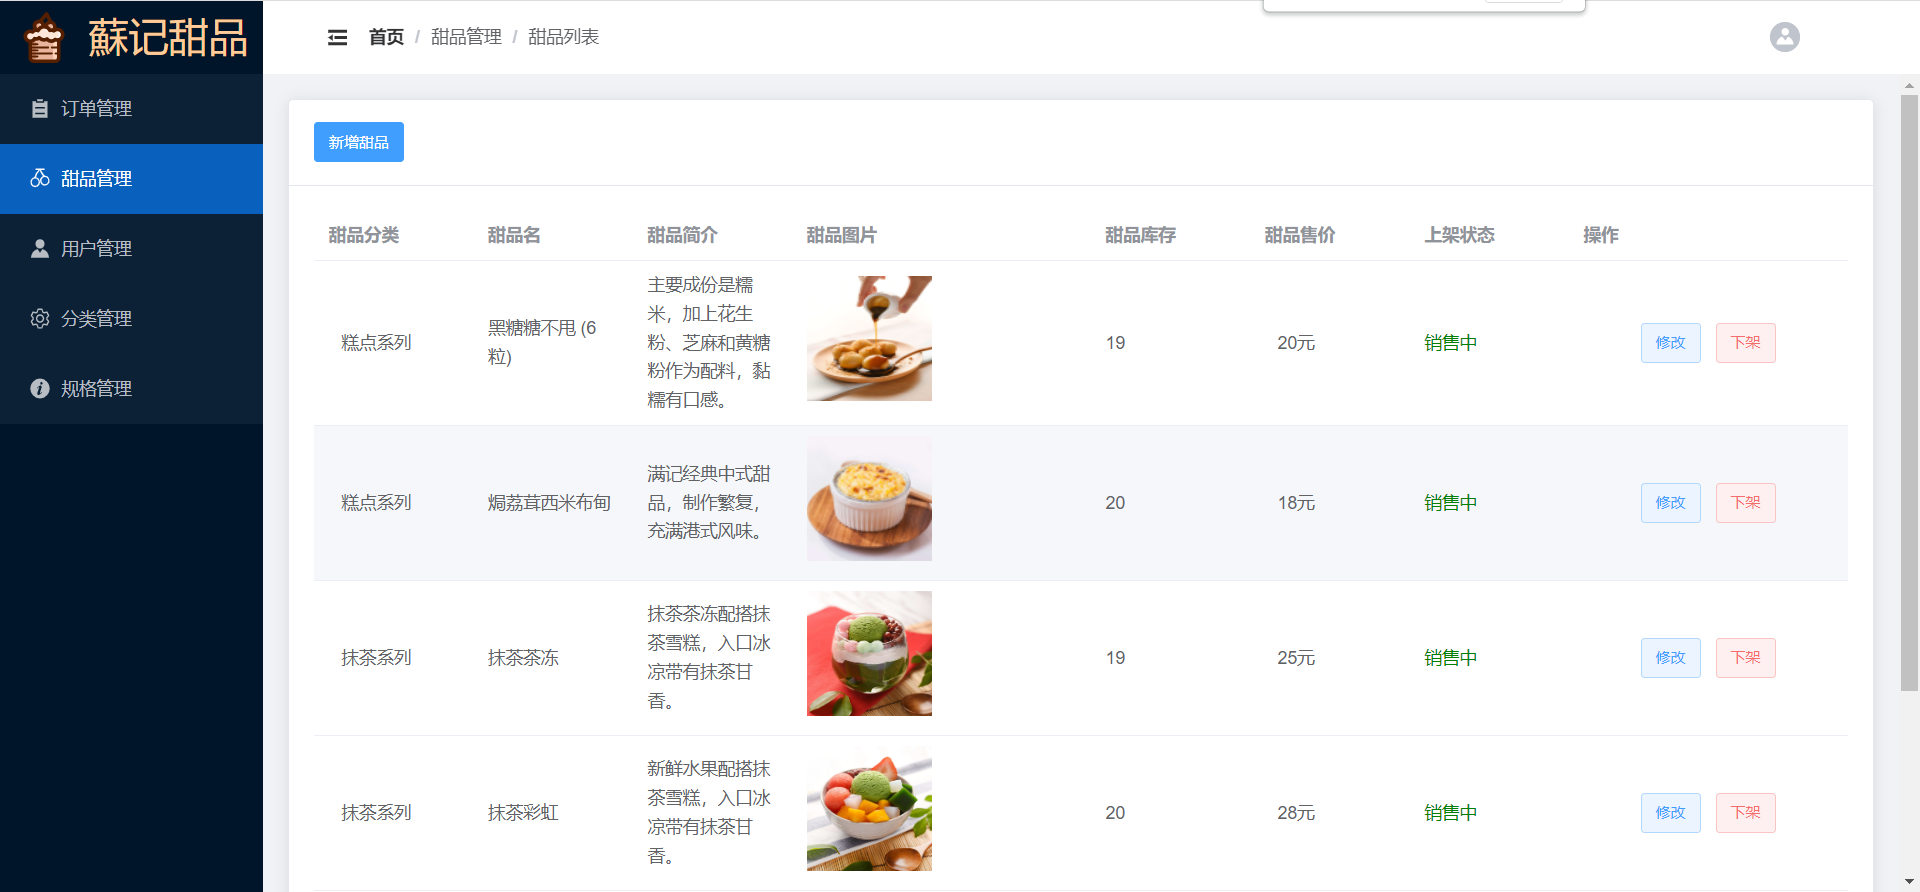 蘇记甜品
首页 / 甜品管理 / 甜品列表
订单管理
甜品管理
用户管理
分类管理
规格管理
新增甜品
甜品分类 甜品名 甜品简介 甜品图片 甜品库存 甜品售价 上架状态 操作
糕点系列
黑糖糖不甩 (6
粒)
主要成份是糯
米，加上花生
粉、芝麻和黄糖
粉作为配料，黏
糯有口感。
19 20元 销售中 修改 下架
糕点系列
焗荔茸西米布甸
满记经典中式甜
品，制作繁复，
充满港式风味。
20 18元 销售中 修改 下架
抹茶系列
抹茶茶冻
抹茶茶冻配搭抹
茶雪糕，入口冰
凉带有抹茶甘
香。
19 25元 销售中 修改 下架
抹茶系列
抹茶彩虹
新鲜水果配搭抹
茶雪糕，入口冰
凉带有抹茶甘
香。
20 28元 销售中 修改 下架